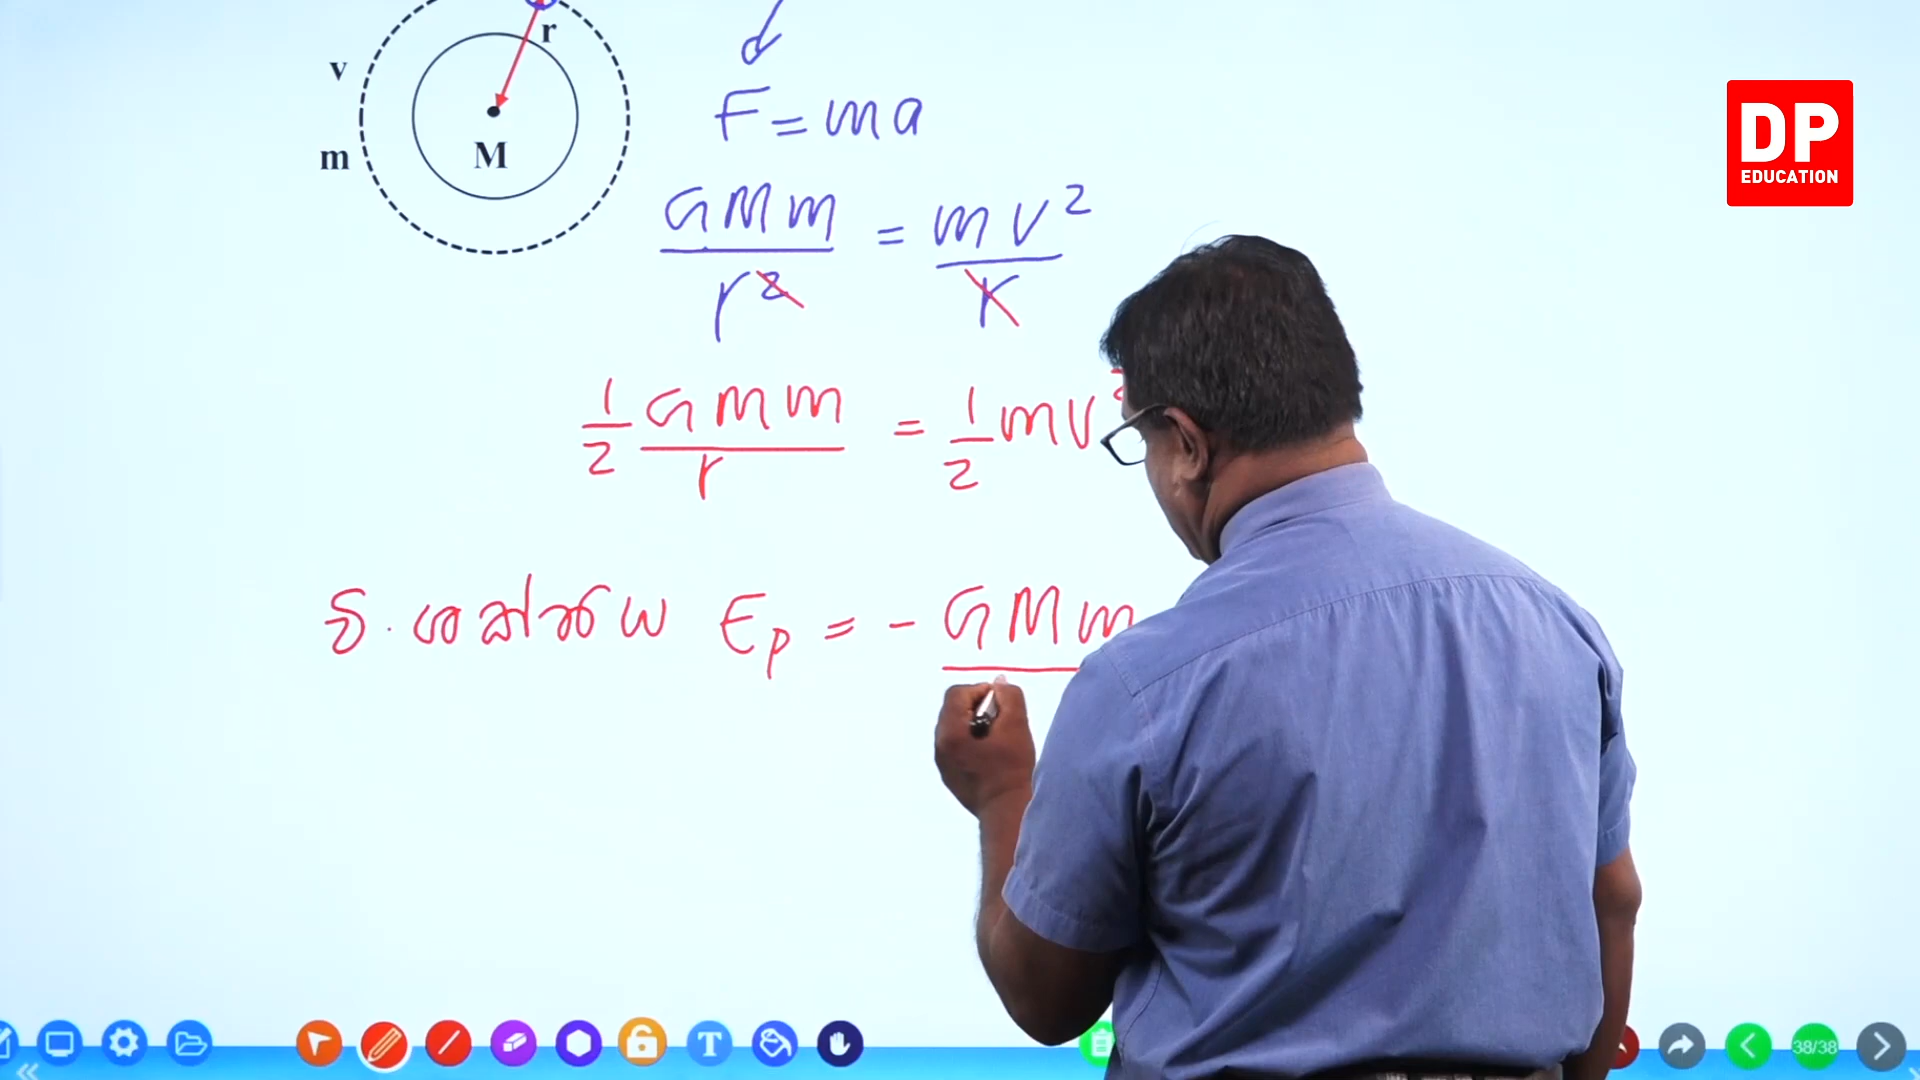 r
v
m
M
DP
EDUCATION
F = ma
GMm / r² = mv² / r
1/2 GMm / r = 1/2 mv²
වි. ශක්තිය Ep = - GMm
T
38/38